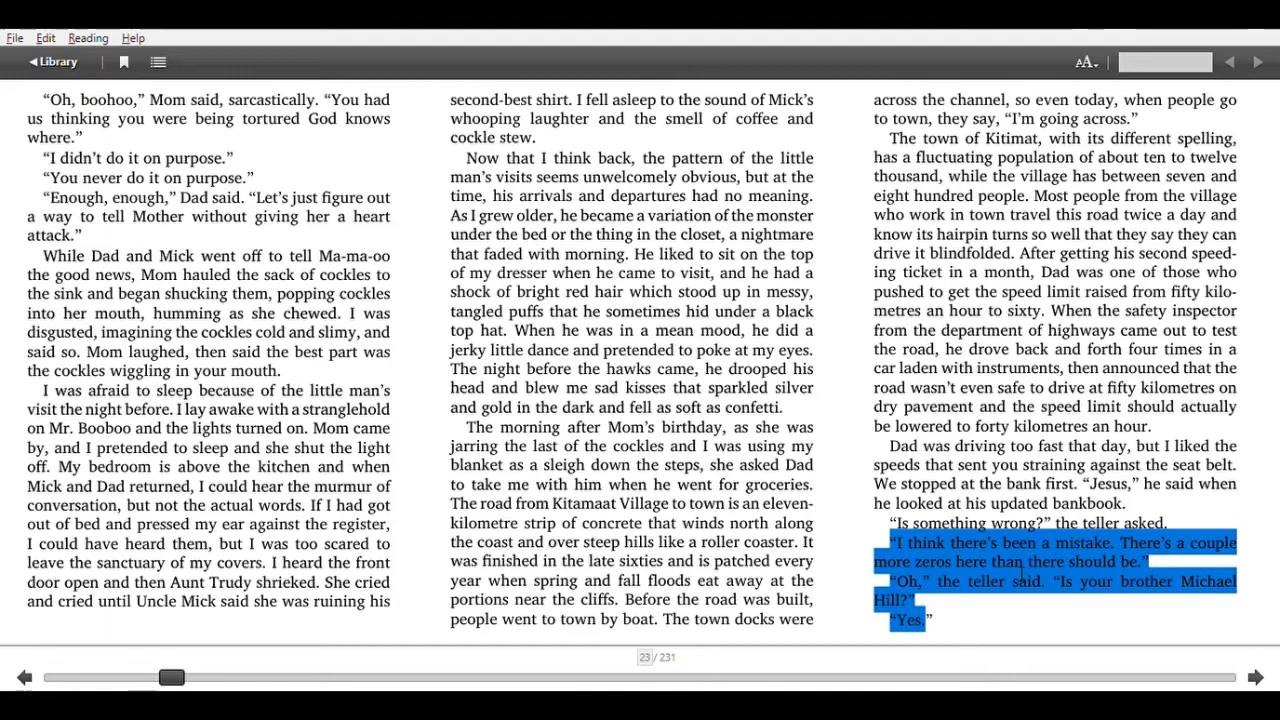 File Edit Reading Help
Library
AA
“Oh, boohoo,” Mom said, sarcastically. “You had
us thinking you were being tortured God knows
where.”
“I didn’t do it on purpose.”
“You never do it on purpose.”
“Enough, enough,” Dad said. “Let’s just figure out
a way to tell Mother without giving her a heart
attack.”
While Dad and Mick went off to tell Ma-ma-oo
the good news, Mom hauled the sack of cockles to
the sink and began shucking them, popping cockles
into her mouth, humming as she chewed. I was
disgusted, imagining the cockles cold and slimy, and
said so. Mom laughed, then said the best part was
the cockles wiggling in your mouth.
I was afraid to sleep because of the little man’s
visit the night before. I lay awake with a stranglehold
on Mr. Booboo and the lights turned on. Mom came
by, and I pretended to sleep and she shut the light
off. My bedroom is above the kitchen and when
Mick and Dad returned, I could hear the murmur of
conversation, but not the actual words. If I had got
out of bed and pressed my ear against the register,
I could have heard them, but I was too scared to
leave the sanctuary of my covers. I heard the front
door open and then Aunt Trudy shrieked. She cried
and cried until Uncle Mick said she was ruining his
second-best shirt. I fell asleep to the sound of Mick’s
whooping laughter and the smell of coffee and
cockle stew.
Now that I think back, the pattern of the little
man’s visits seems unwelcomely obvious, but at the
time, his arrivals and departures had no meaning.
As I grew older, he became a variation of the monster
under the bed or the thing in the closet, a nightmare
that faded with morning. He liked to sit on the top
of my dresser when he came to visit, and he had a
shock of bright red hair which stood up in messy,
tangled puffs that he sometimes hid under a black
top hat. When he was in a mean mood, he did a
jerky little dance and pretended to poke at my eyes.
The night before the hawks came, he drooped his
head and blew me sad kisses that sparkled silver
and gold in the dark and fell as soft as confetti.
The morning after Mom’s birthday, as she was
jarring the last of the cockles and I was using my
blanket as a sleigh down the steps, she asked Dad
to take me with him when he went for groceries.
The road from Kitamaat Village to town is an eleven-
kilometre strip of concrete that winds north along
the coast and over steep hills like a roller coaster. It
was finished in the late sixties and is patched every
year when spring and fall floods eat away at the
portions near the cliffs. Before the road was built,
people went to town by boat. The town docks were
across the channel, so even today, when people go
to town, they say, “I’m going across.”
The town of Kitimat, with its different spelling,
has a fluctuating population of about ten to twelve
thousand, while the village has between seven and
eight hundred people. Most people from the village
who work in town travel this road twice a day and
know its hairpin turns so well that they say they can
drive it blindfolded. After getting his second speed-
ing ticket in a month, Dad was one of those who
pushed to get the speed limit raised from fifty kilo-
metres an hour to sixty. When the safety inspector
from the department of highways came out to test
the road, he drove back and forth four times in a
car laden with instruments, then announced that the
road wasn’t even safe to drive at fifty kilometres on
dry pavement and the speed limit should actually
be lowered to forty kilometres an hour.
Dad was driving too fast that day, but I liked the
speeds that sent you straining against the seat belt.
We stopped at the bank first. “Jesus,” he said when
he looked at his updated bankbook.
“Is something wrong?” the teller asked.
“I think there’s been a mistake. There’s a couple
more zeros here than there should be.”
“Oh,” the teller said. “Is your brother Michael
Hill?”
“Yes.”
23 / 231